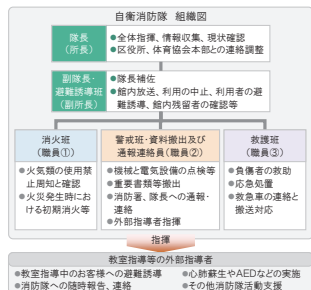 自衛消防隊 組織図
隊長
(所長)
●全体指揮、情報収集、現状確認
●区役所、体育協会本部との連絡調整
副隊長・
避難誘導班
(副所長)
●隊長補佐
●館内放送、利用の中止、利用者の避
難誘導、館内残留者の確認等
消火班
(職員①)
●火気類の使用禁
止周知と確認
●火災発生時にお
ける初期消火等
警戒班・資料搬出及び
通報連絡員(職員②)
●機械と電気設備の点検等
●重要書類等搬出
●消防署、隊長への通報・
連絡
●外部指導者指揮
救護班
(職員③)
●負傷者の救助
●応急処置
●救急車の連絡と
搬送対応
指揮
教室指導等の外部指導者
●教室指導中のお客様への避難誘導
●消防隊への随時報告、連絡
●心肺蘇生やAEDなどの実施
●その他消防隊活動支援